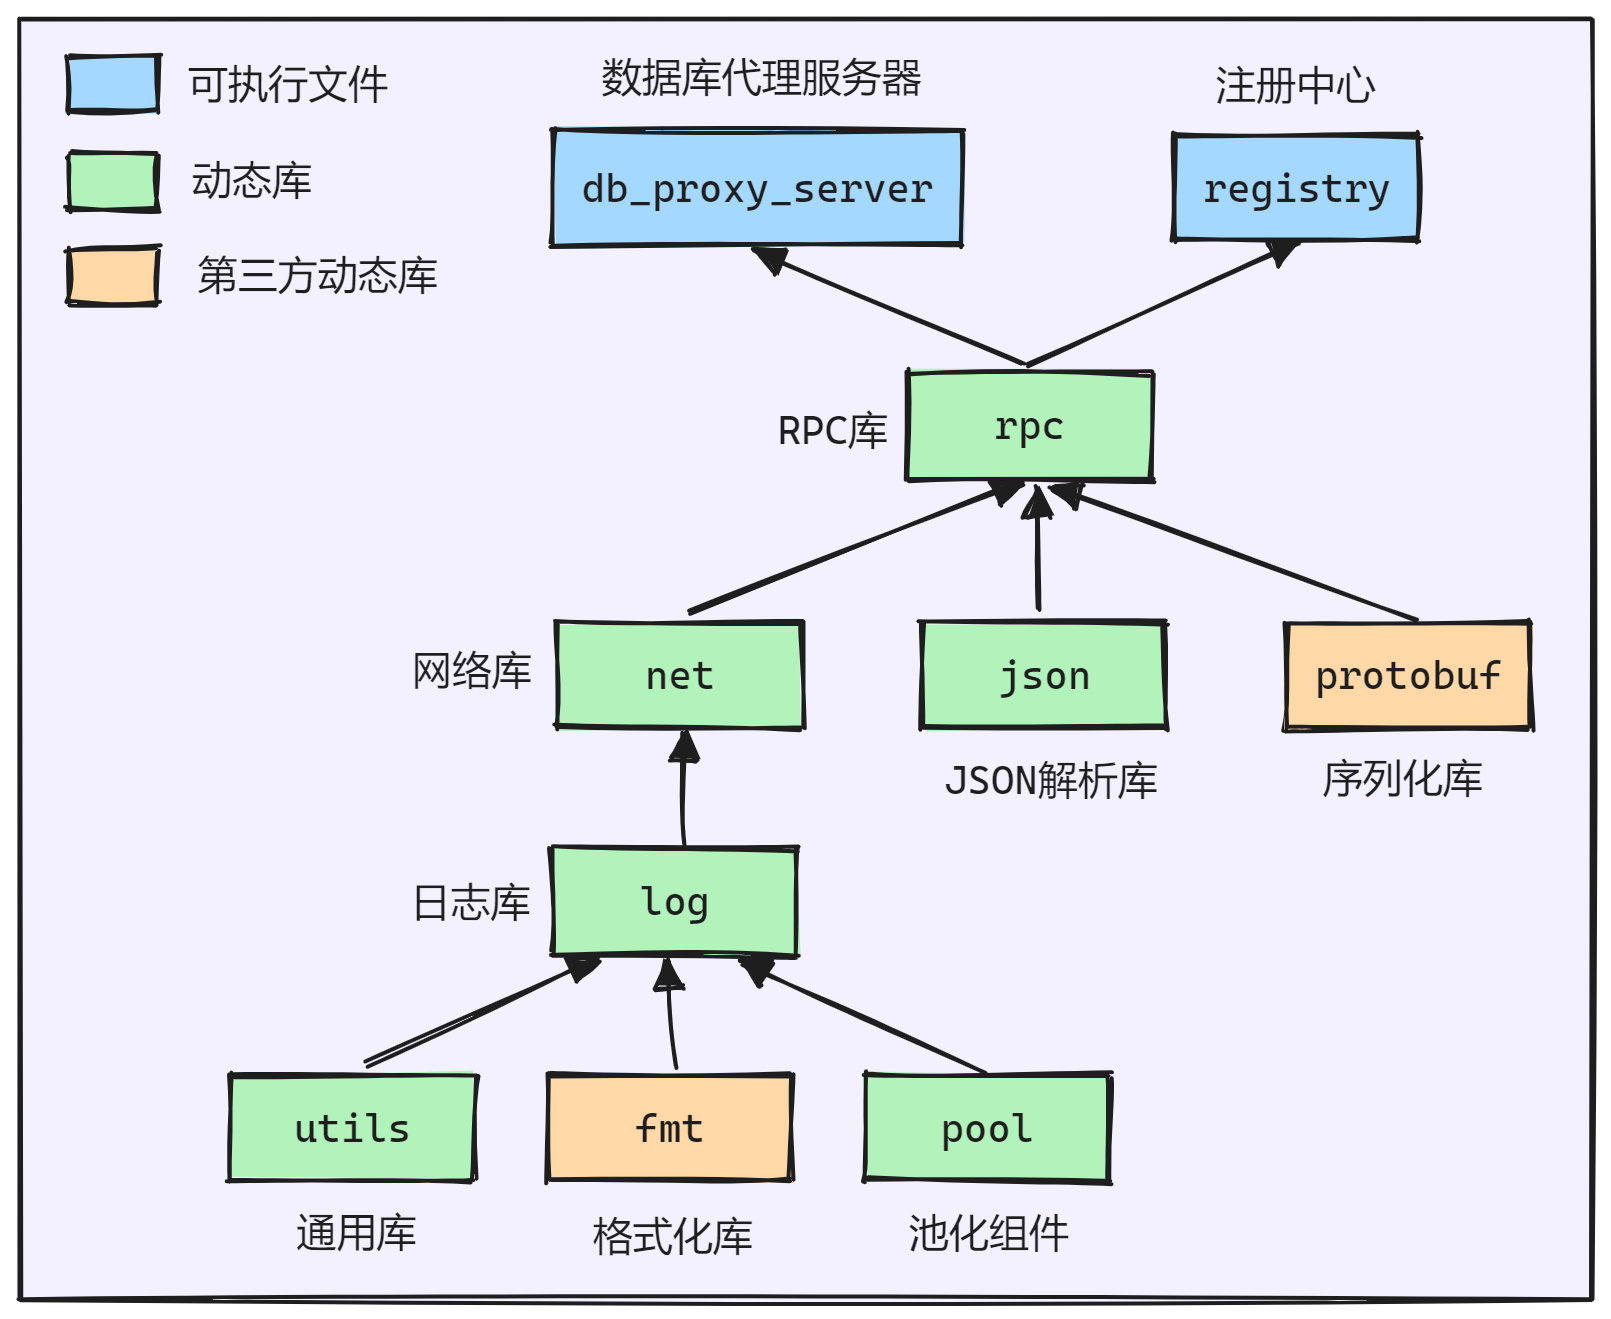 可执行文件
动态库
第三方动态库
数据库代理服务器
注册中心
db_proxy_server
registry
RPC库
rpc
网络库
net
json
protobuf
JSON解析库
序列化库
日志库
log
utils
fmt
pool
通用库
格式化库
池化组件